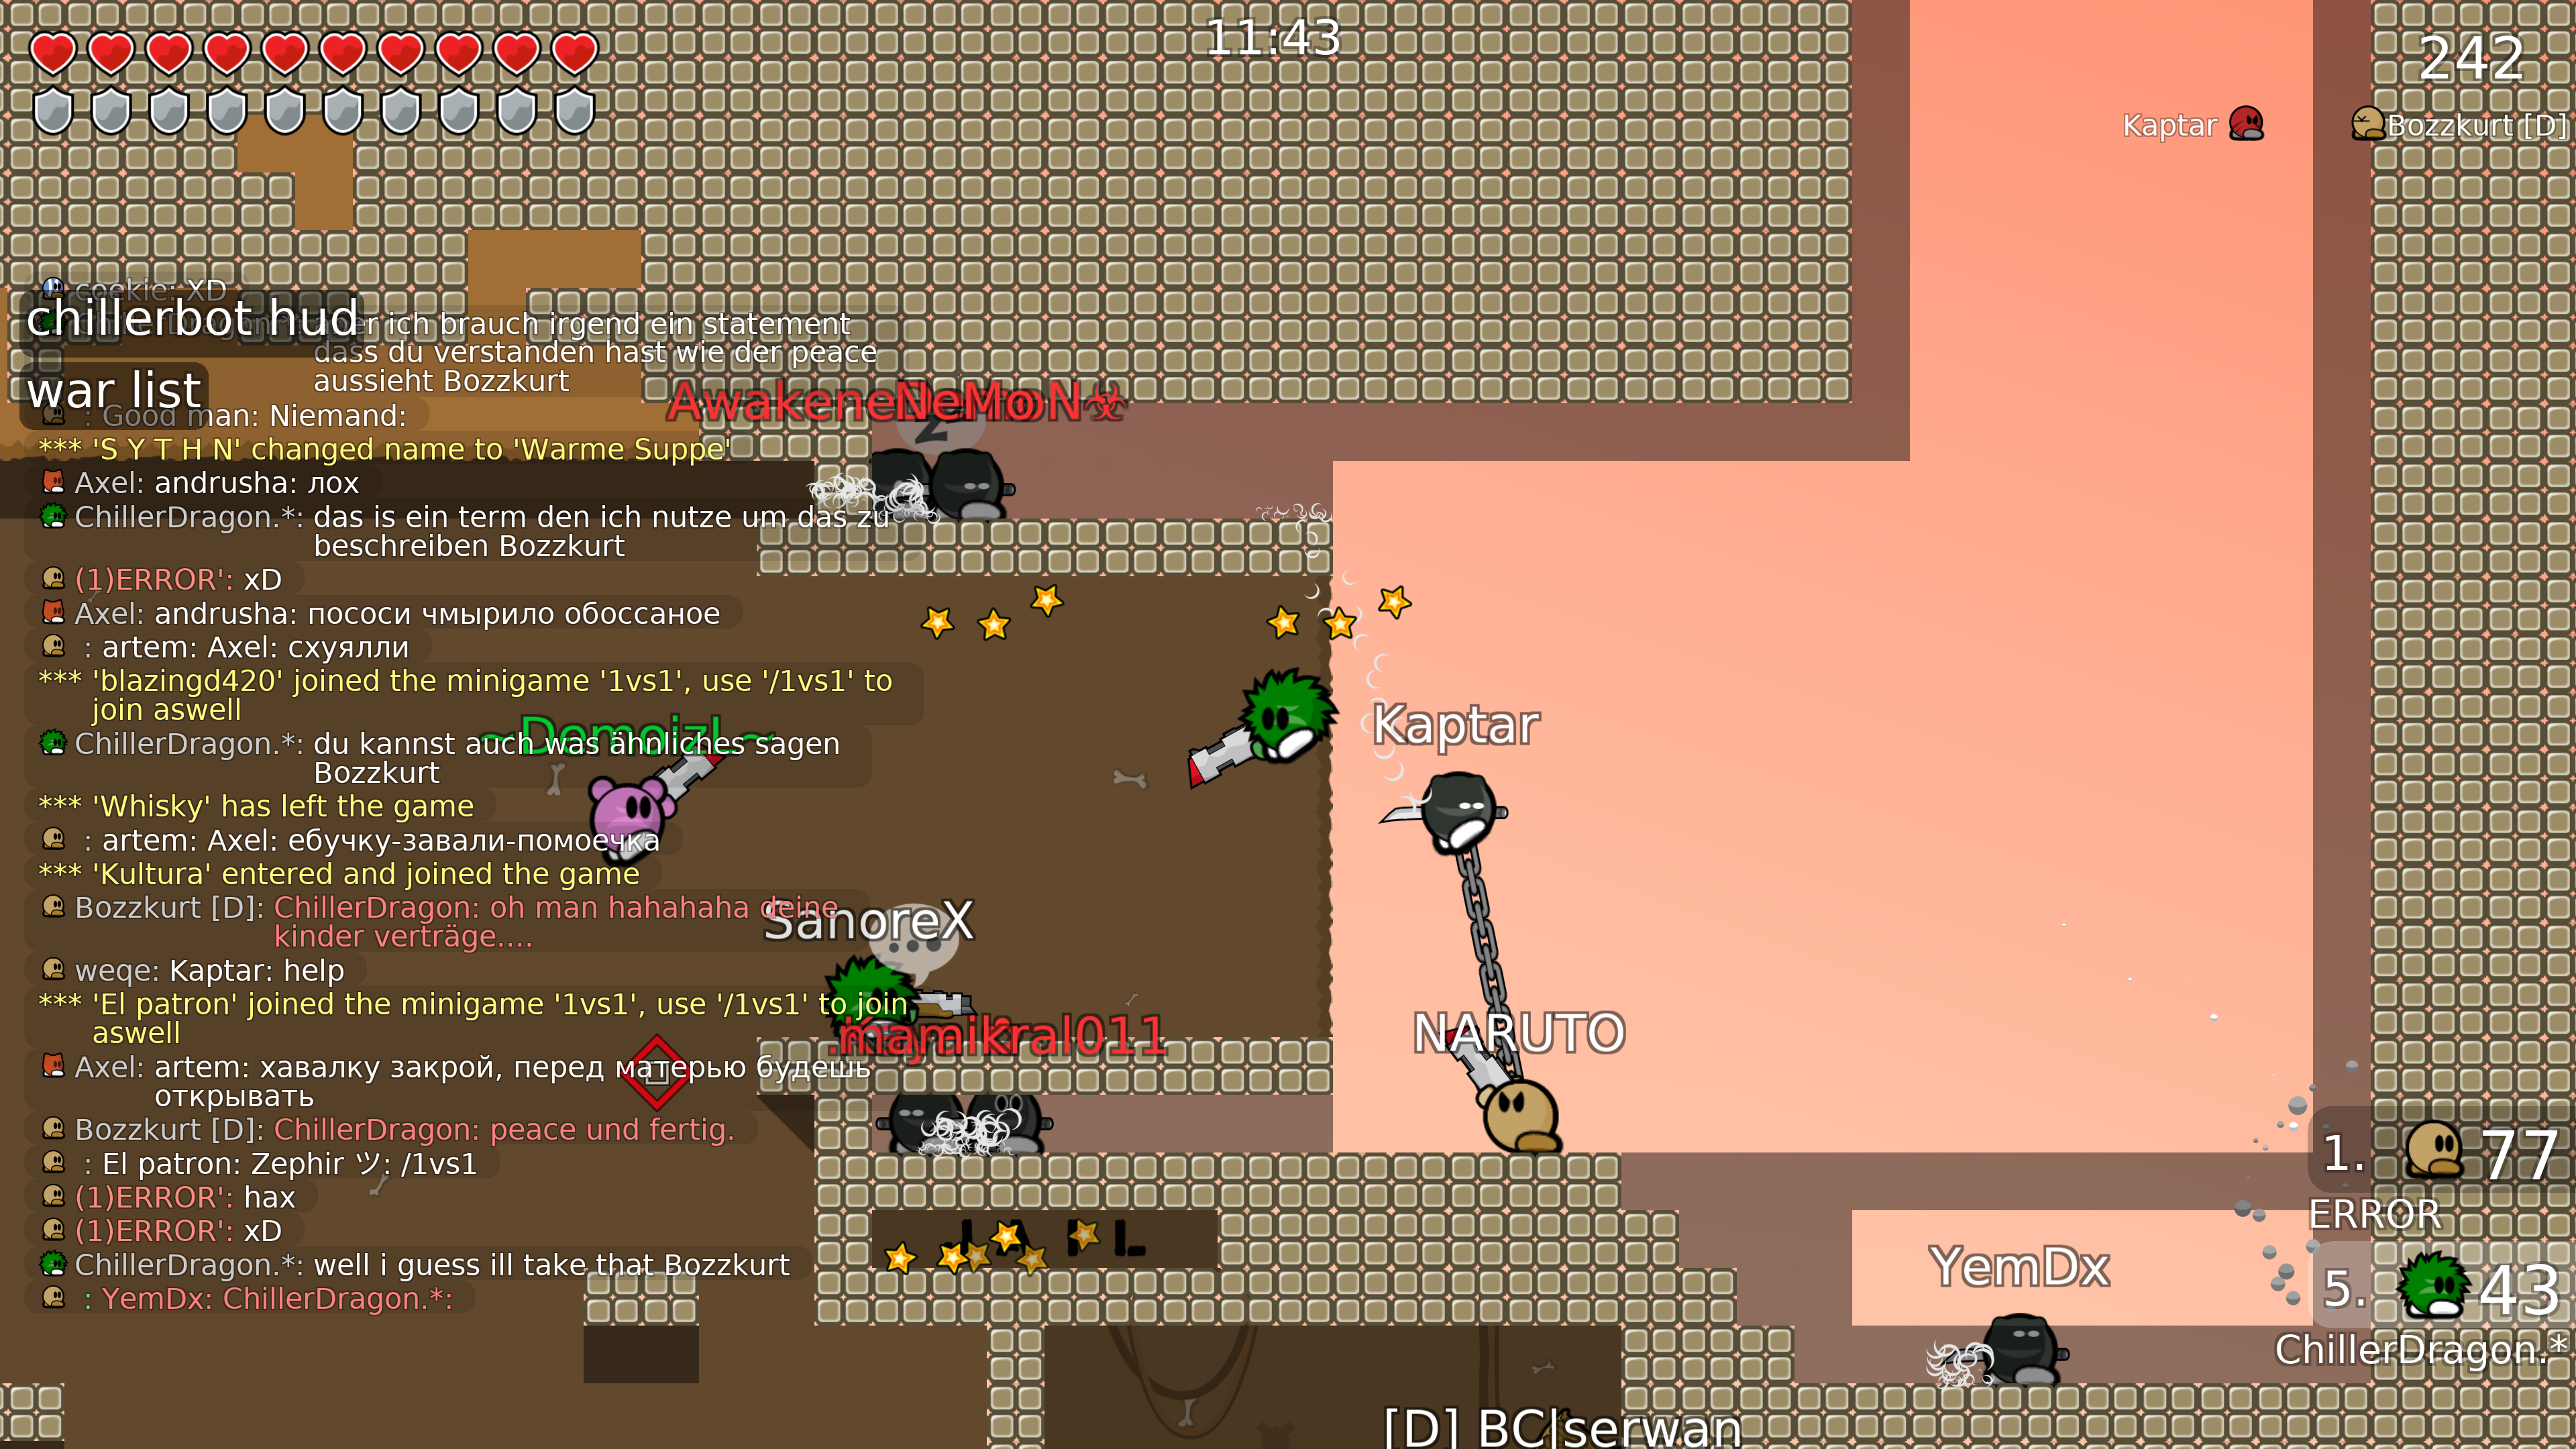 11:43
242
Kaptar Bozzkurt [D]
cookie: XD
chillerbot hud
er ich brauch irgend ein statement
dass du verstanden hast wie der peace
aussieht Bozzkurt
war list
: Good man: Niemand:
*** 'S Y T H N' changed name to 'Warme Suppe'
Axel: andrusha: лох
ChillerDragon.*: das is ein term den ich nutze um das zu
beschreiben Bozzkurt
(1)ERROR': xD
Axel: andrusha: пососи чмырило обоссаное
: artem: Axel: схуялли
*** 'blazingd420' joined the minigame '1vs1', use '/1vs1' to
join aswell
~DomoizL~
Kaptar
ChillerDragon.*: du kannst auch was ähnliches sagen
Bozzkurt
*** 'Whisky' has left the game
: artem: Axel: ебучку-завали-помоечка
*** 'Kultura' entered and joined the game
Bozzkurt [D]: ChillerDragon: oh man hahahaha deine
kinder verträge....
SanoreX
weqe: Kaptar: help
*** 'El patron' joined the minigame '1vs1', use '/1vs1' to join
aswell
NARUTO
Axel: artem: хавалку закрой, перед матерью будешь
открывать
Bozzkurt [D]: ChillerDragon: peace und fertig.
: El patron: Zephir ツ: /1vs1
(1)ERROR': hax
(1)ERROR': xD
ChillerDragon.*: well i guess ill take that Bozzkurt
: YemDx: ChillerDragon.*:
JAIL
YemDx
1. 77
ERROR
5. 43
ChillerDragon.*
[D] BC|serwan